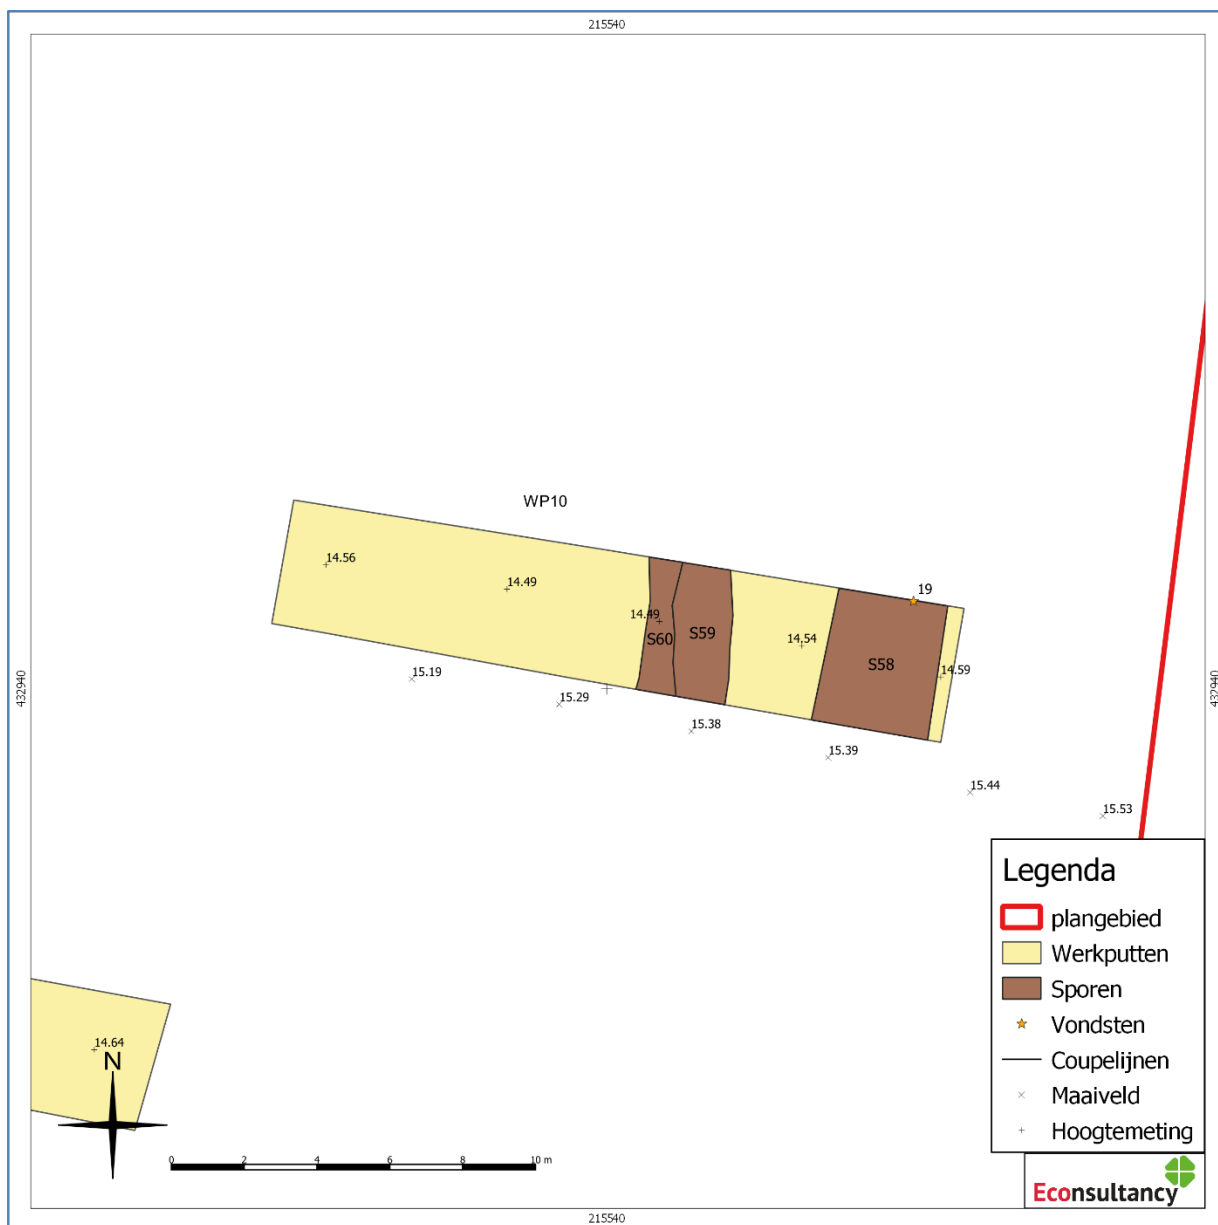 215540
WP10
14.56
14.49
19
14.49
S60
S59
14.54
S58
14.59
432940
432940
15.19
15.29
15.38
15.39
15.44
15.53
Legenda
plangebied
Werkputten
Sporen
Vondsten
Coupelijnen
Maaiveld
Hoogtemeting
14.64
N
0 2 4 6 8 10 m
Econsultancy
215540